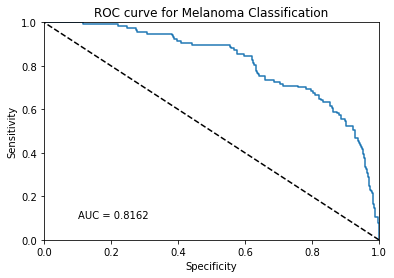 ROC curve for Melanoma Classification
1.0
0.8
0.6
0.4
0.2
0.0
Sensitivity
AUC = 0.8162
0.0 0.2 0.4 0.6 0.8 1.0
Specificity